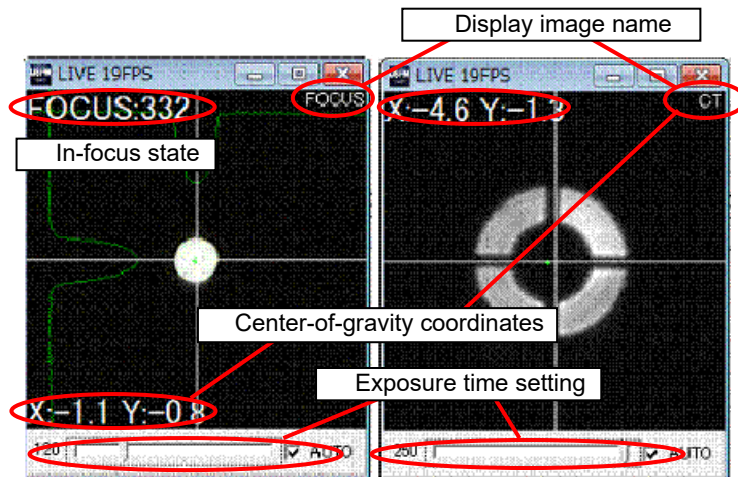 Display image name
LIVE 19FPS
LIVE 19FPS
FOCUS:332
FOCUS
X:-4.6 Y:-1.3
CT
In-focus state
Center-of-gravity coordinates
Exposure time setting
X:-1.1 Y:-0.8
120
AUTO
250
AUTO